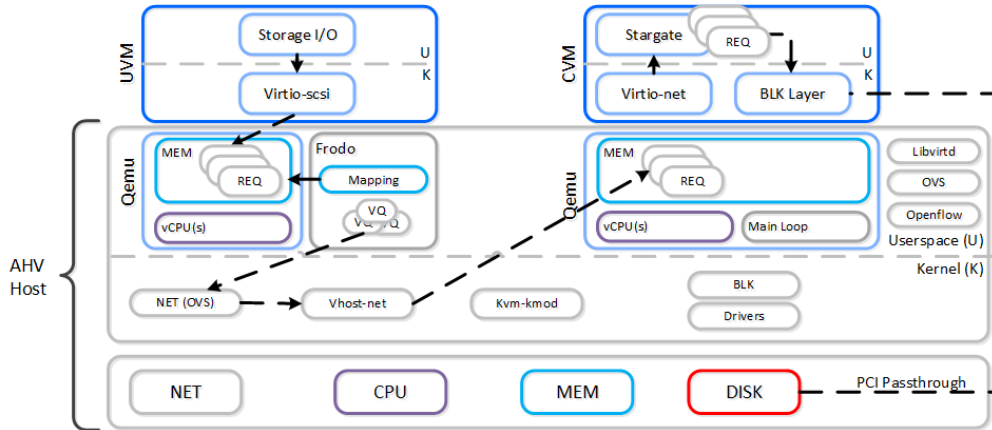 UVM
Storage I/O
U
K
Virtio-scsi
CVM
Stargate
REQ
U
K
Virtio-net
BLK Layer
AHV
Host
Qemu
MEM
REQ
vCPU(s)
Frodo
Mapping
VQ
VQ
VQ
Qemu
MEM
REQ
vCPU(s)
Main Loop
Libvirtd
OVS
Openflow
Userspace (U)
Kernel (K)
NET (OVS)
Vhost-net
Kvm-kmod
BLK
Drivers
NET
CPU
MEM
DISK
PCI Passthrough